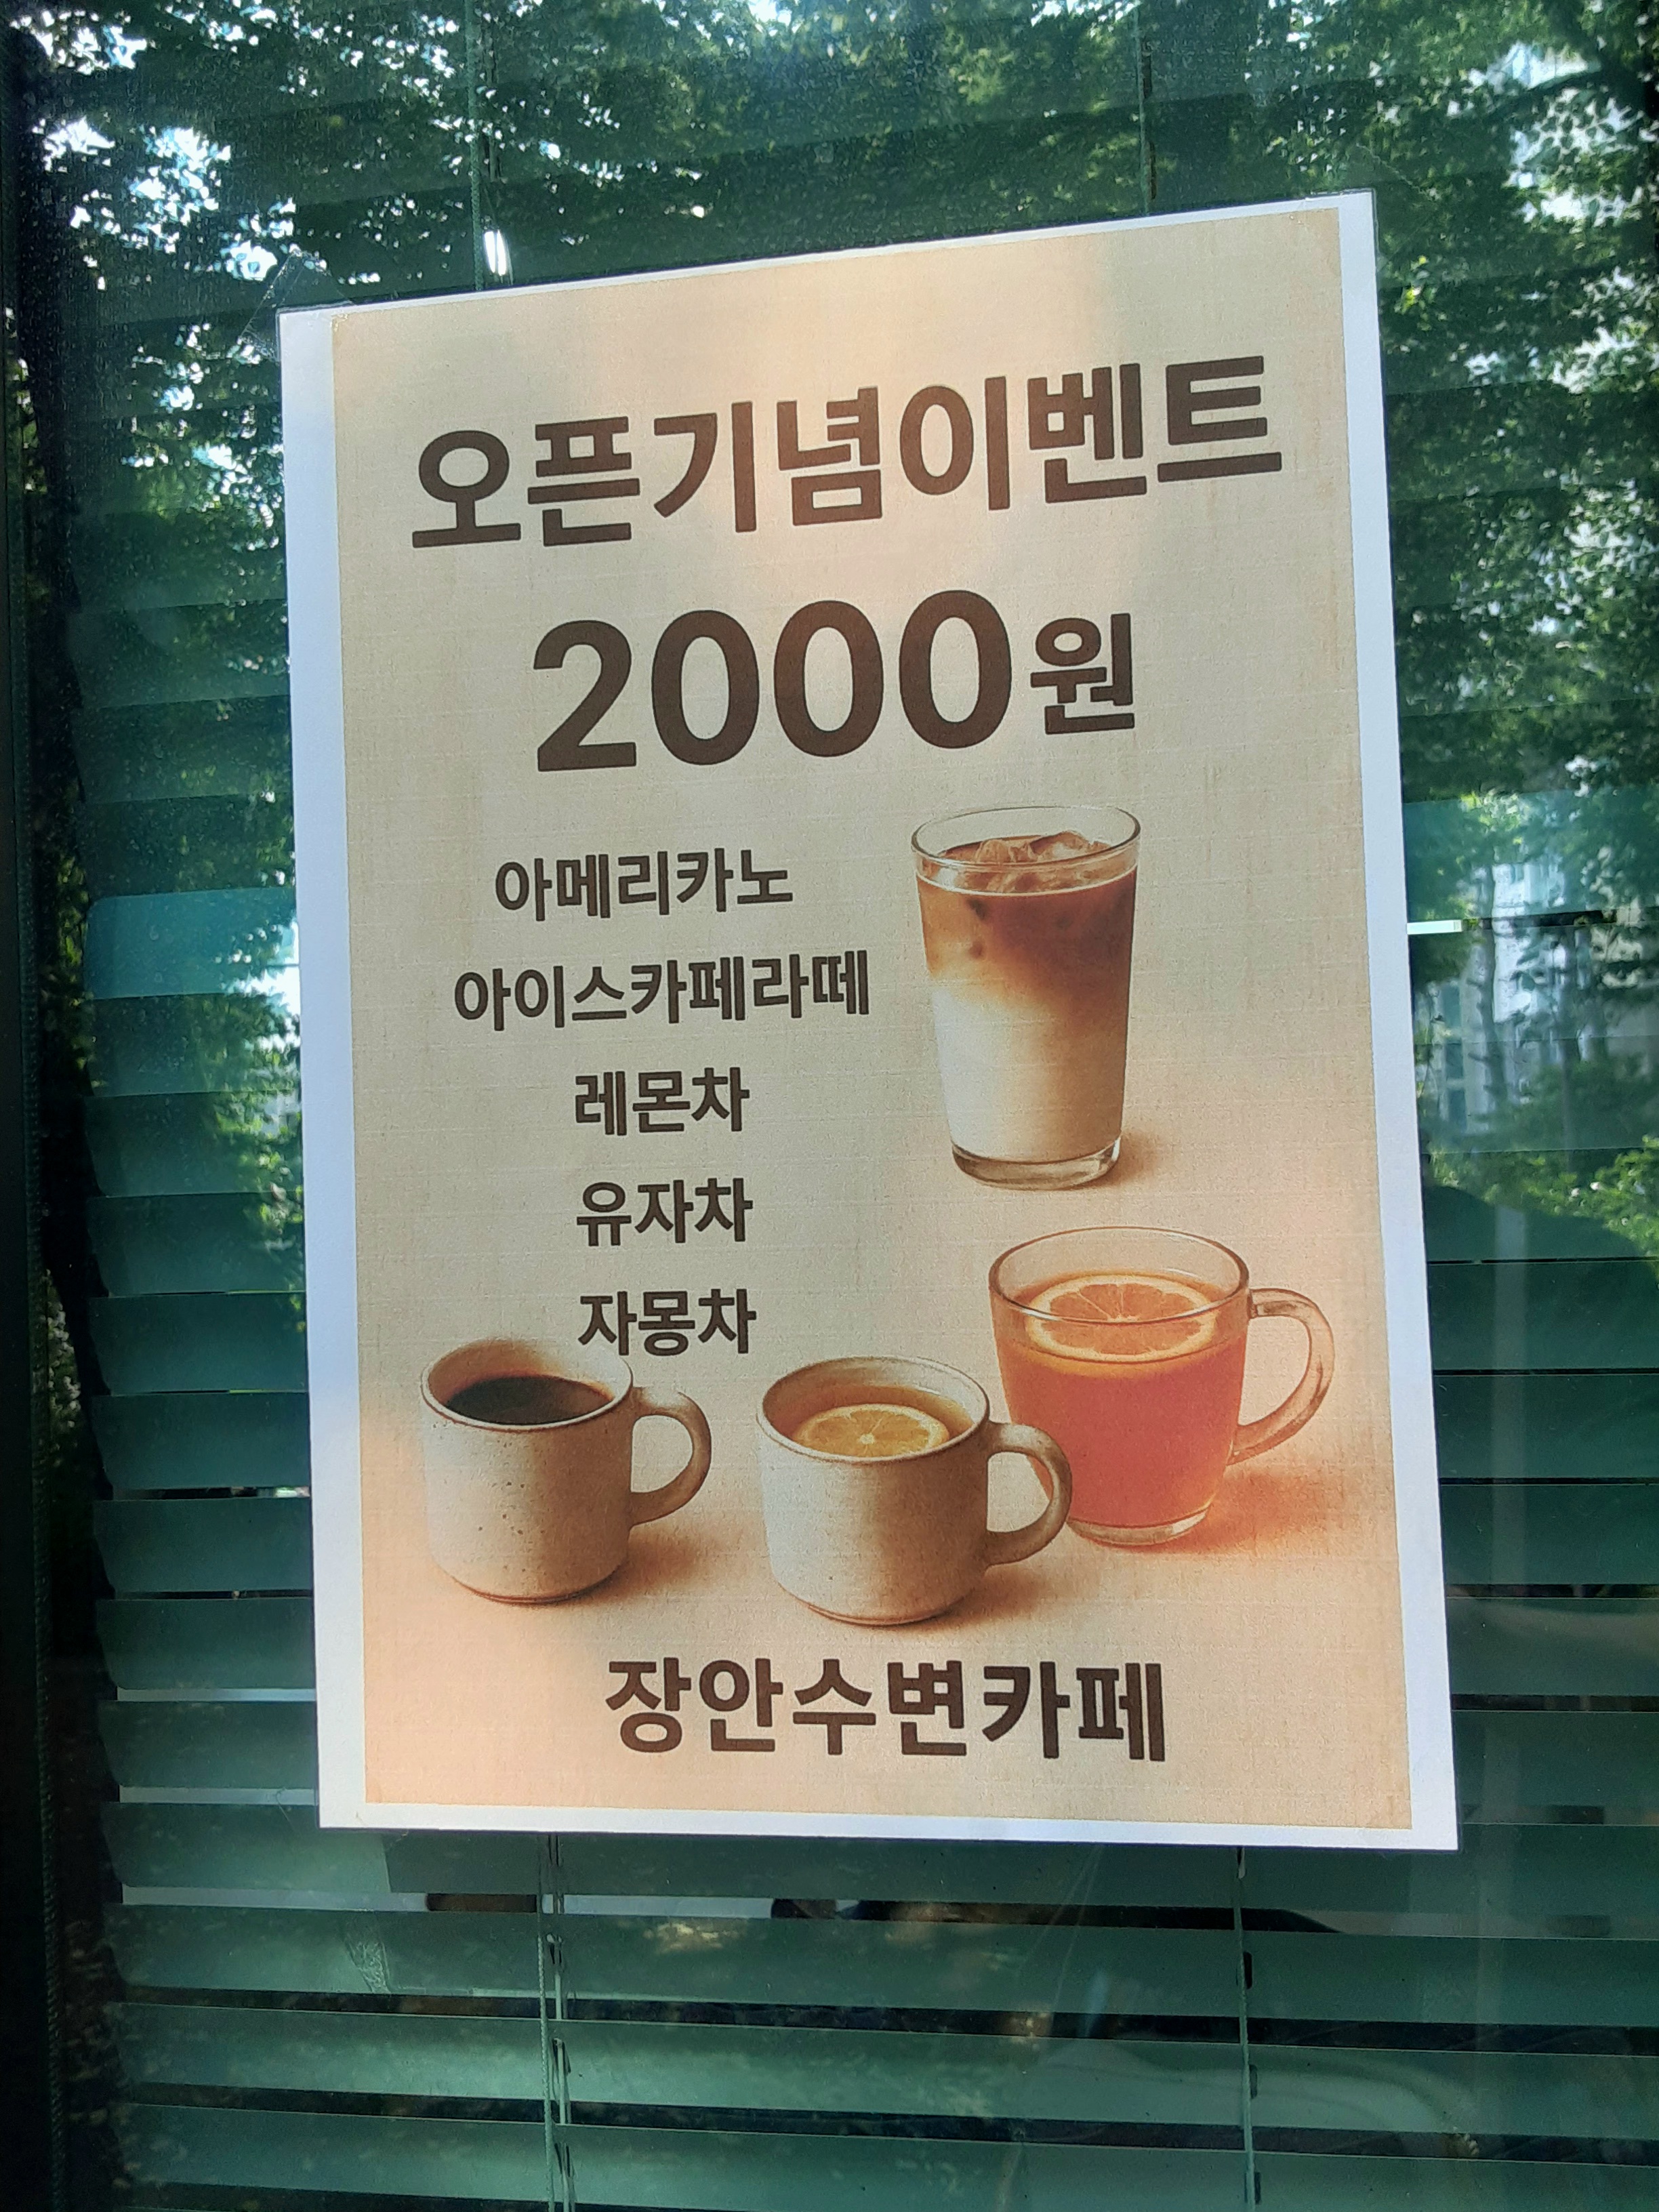 오픈기념이벤트
2000원
아메리카노
아이스카페라떼
레몬차
유자차
자몽차
장안수변카페